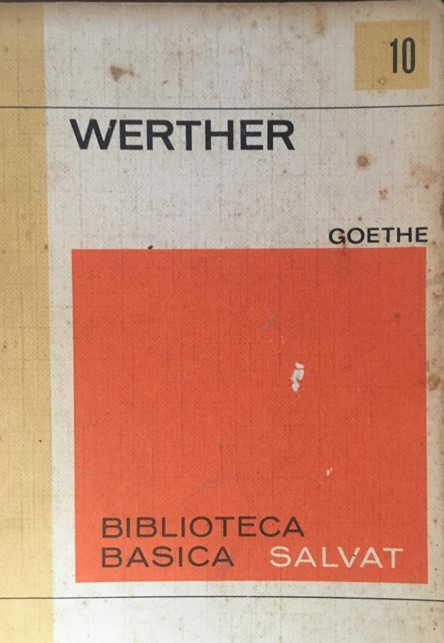 10
WERTHER
GOETHE
BIBLIOTECA
BASICA SALVAT